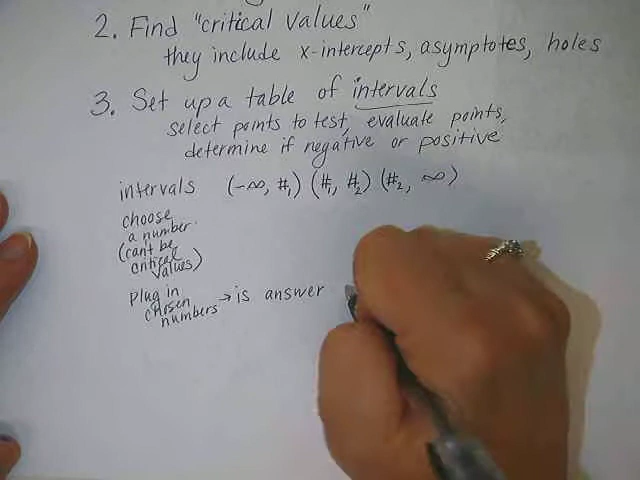 2. Find "critical values"
they include x-intercepts, asymptotes, holes
3. Set up a table of intervals
select points to test, evaluate points,
determine if negative or positive
intervals (-∞, #₁) (#₁, #₂) (#₂, ∞)
choose
a number.
(can't be
critical
values)
plug in
chosen
numbers → is answer